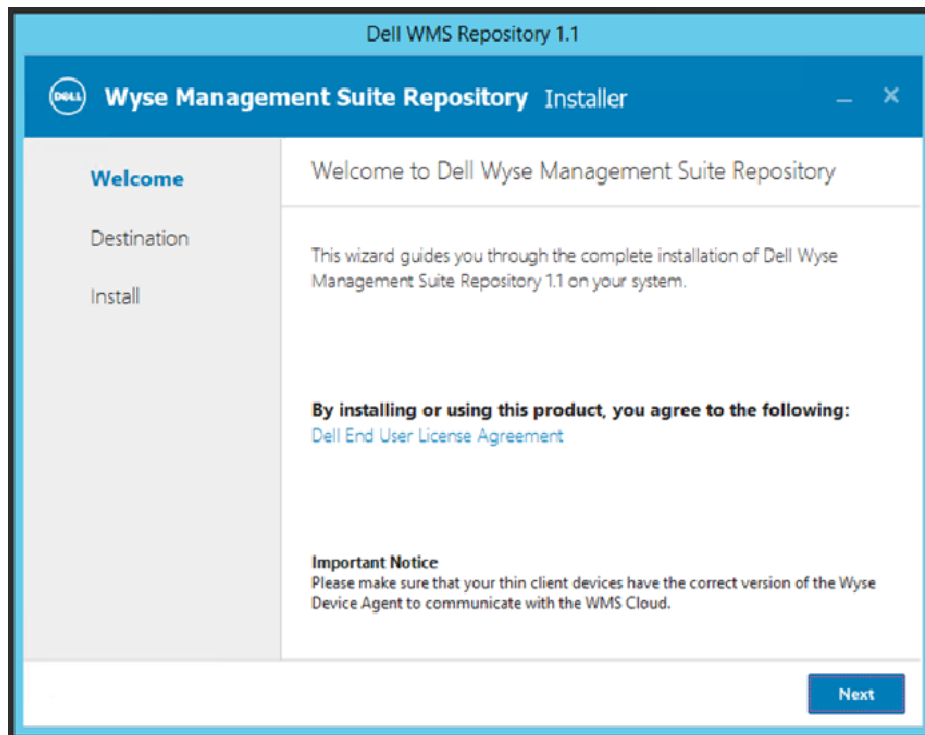 Dell WMS Repository 1.1
DELL Wyse Management Suite Repository Installer
Welcome
Destination
Install
Welcome to Dell Wyse Management Suite Repository
This wizard guides you through the complete installation of Dell Wyse
Management Suite Repository 1.1 on your system.
By installing or using this product, you agree to the following:
Dell End User License Agreement
Important Notice
Please make sure that your thin client devices have the correct version of the Wyse
Device Agent to communicate with the WMS Cloud.
Next